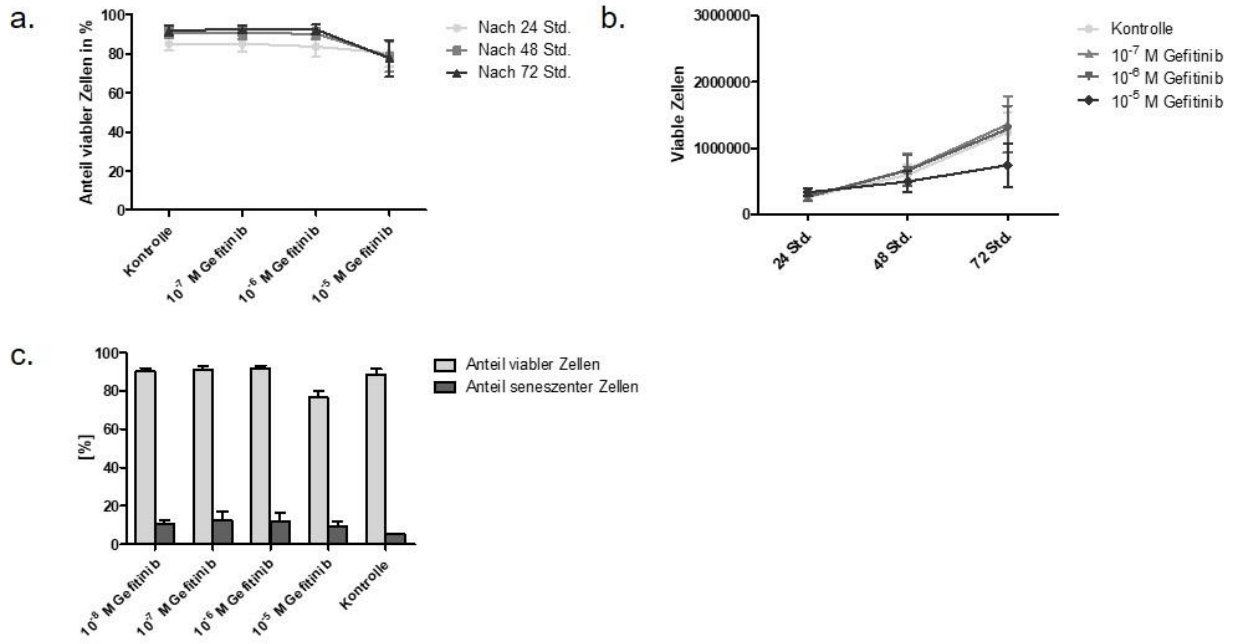 a.
Anteil viabler Zellen in %
100
80
60
40
20
0
Kontrolle
10⁻⁷ M Gefitinib
10⁻⁶ M Gefitinib
10⁻⁵ M Gefitinib
Nach 24 Std.
Nach 48 Std.
Nach 72 Std.
b.
Viable Zellen
3000000
2000000
1000000
0
24 Std.
48 Std.
72 Std.
Kontrolle
10⁻⁷ M Gefitinib
10⁻⁶ M Gefitinib
10⁻⁵ M Gefitinib
c.
[%]
100
80
60
40
20
0
10⁻⁸ M Gefitinib
10⁻⁷ M Gefitinib
10⁻⁶ M Gefitinib
10⁻⁵ M Gefitinib
Kontrolle
Anteil viabler Zellen
Anteil seneszenter Zellen